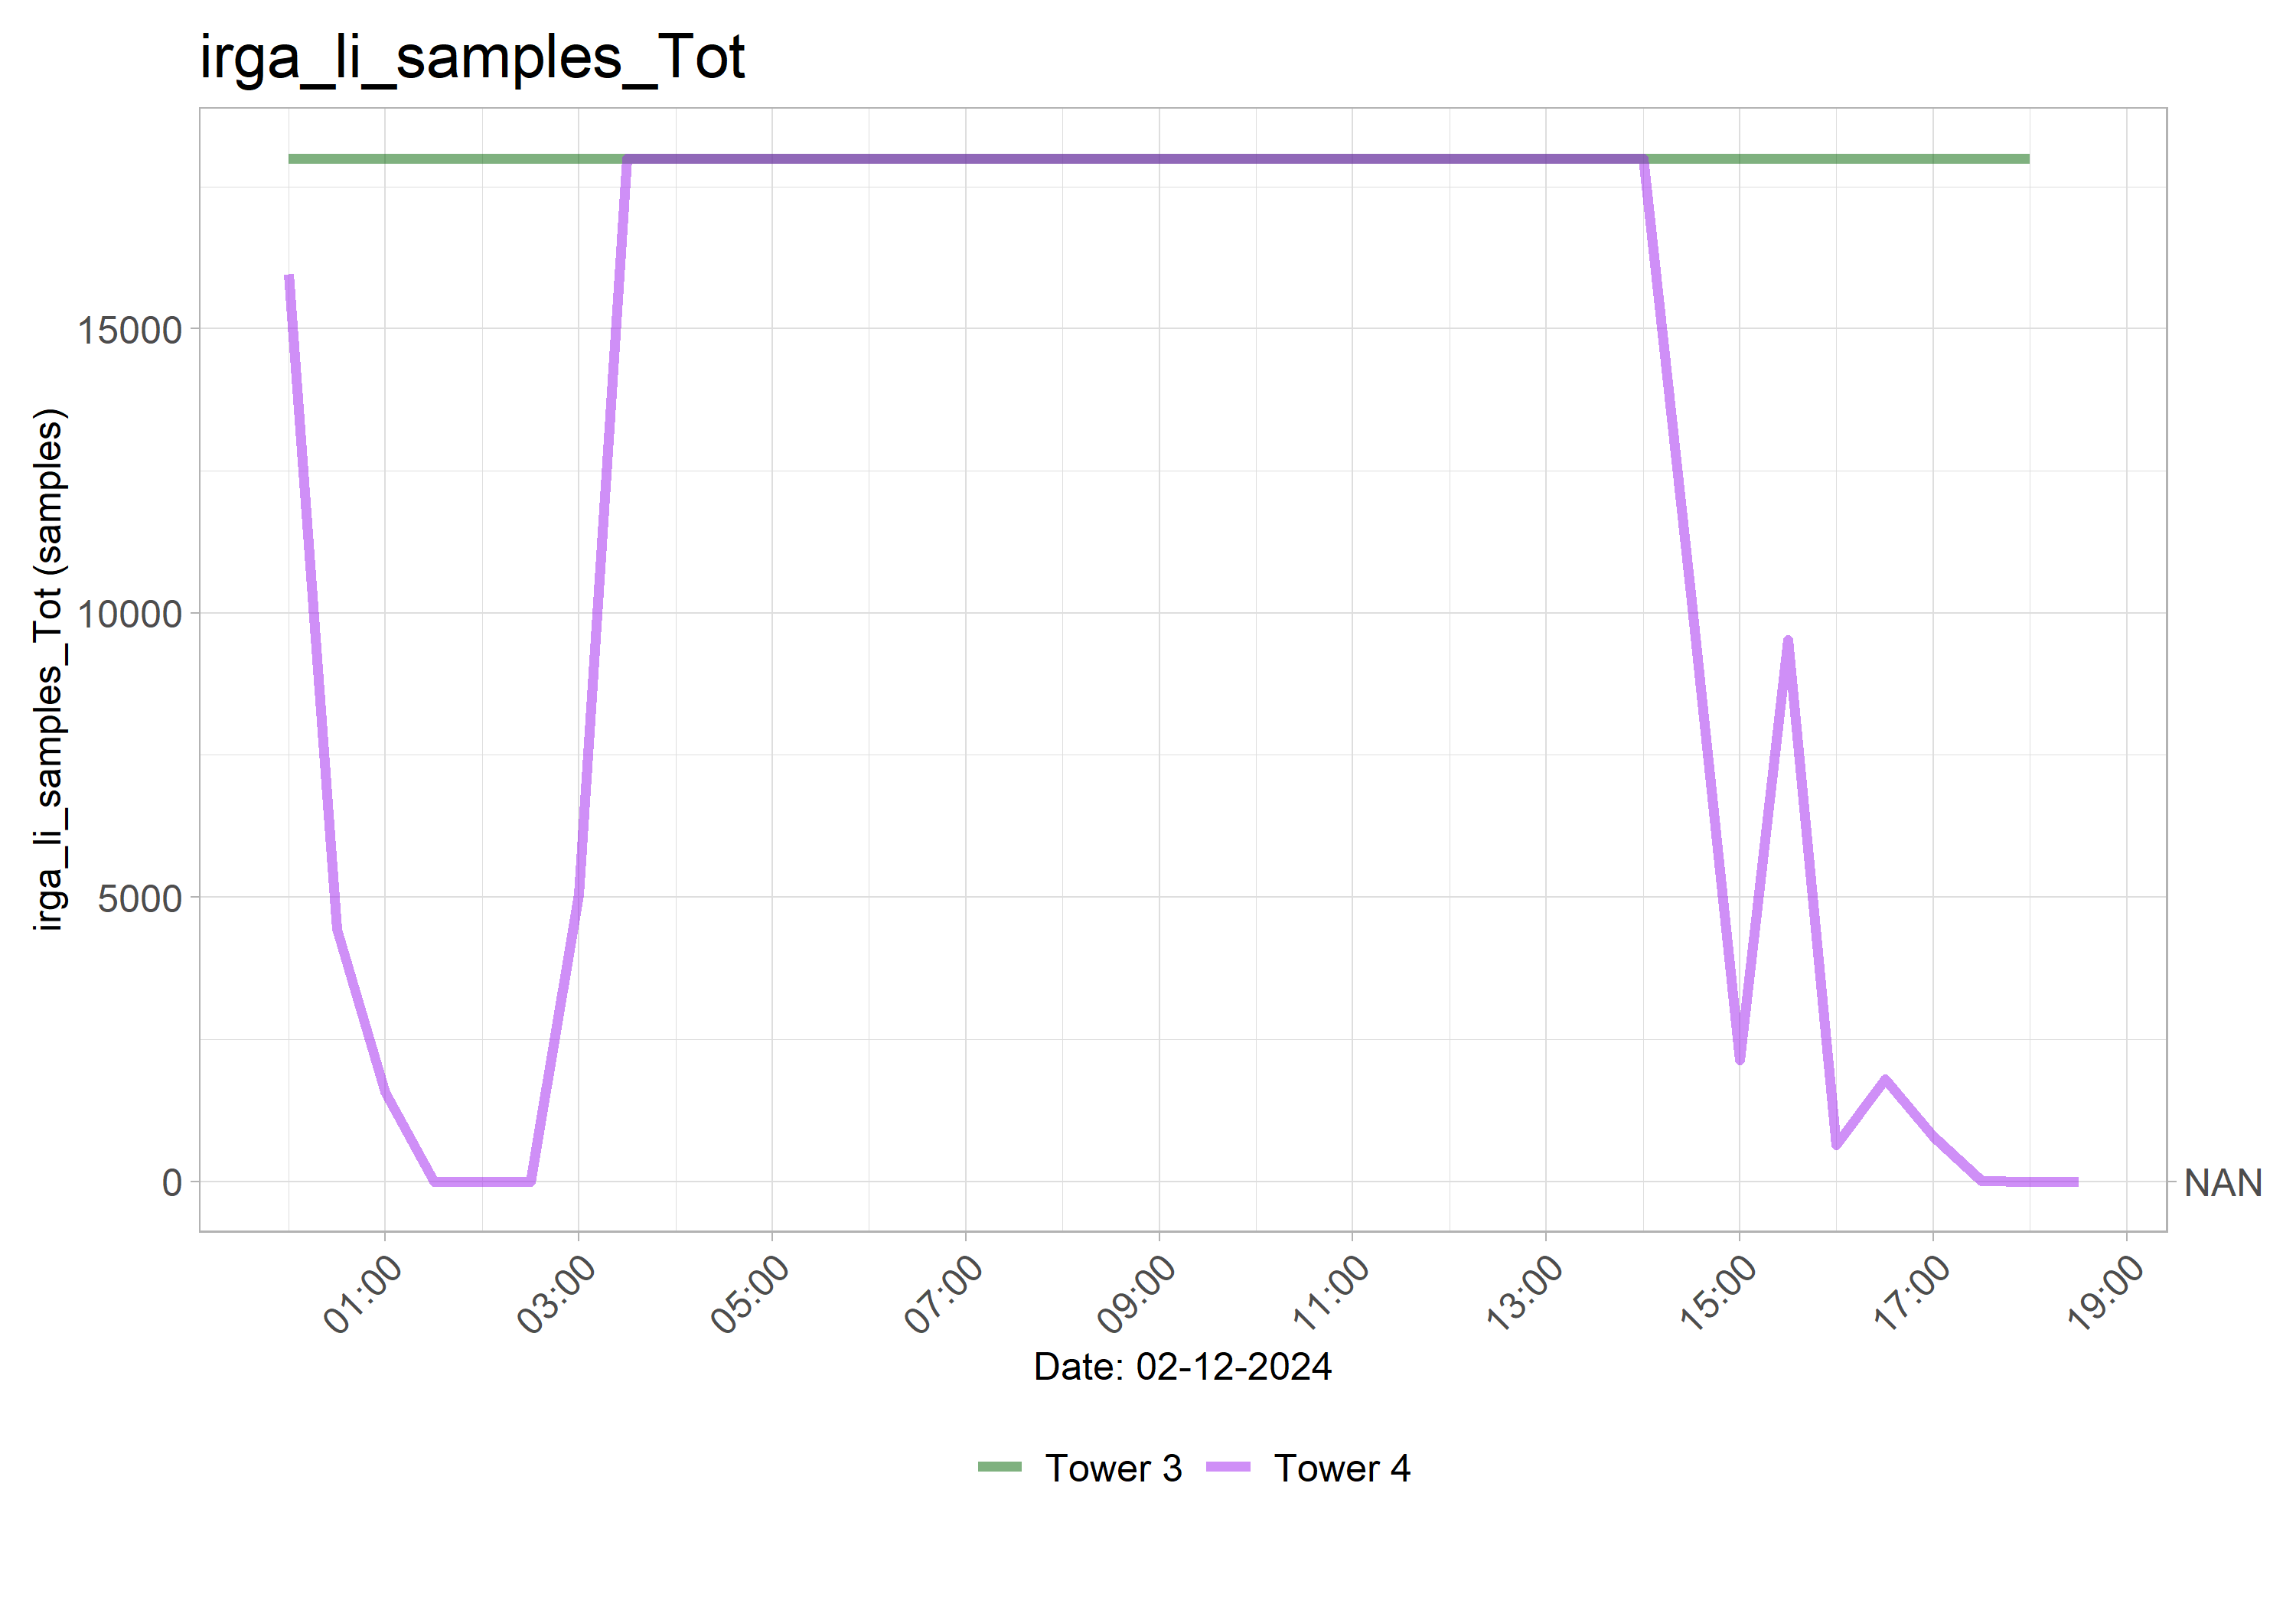 irga_li_samples_Tot
irga_li_samples_Tot (samples)
15000
10000
5000
0
NAN
01:00
03:00
05:00
07:00
09:00
11:00
13:00
15:00
17:00
19:00
Date: 02-12-2024
Tower 3
Tower 4